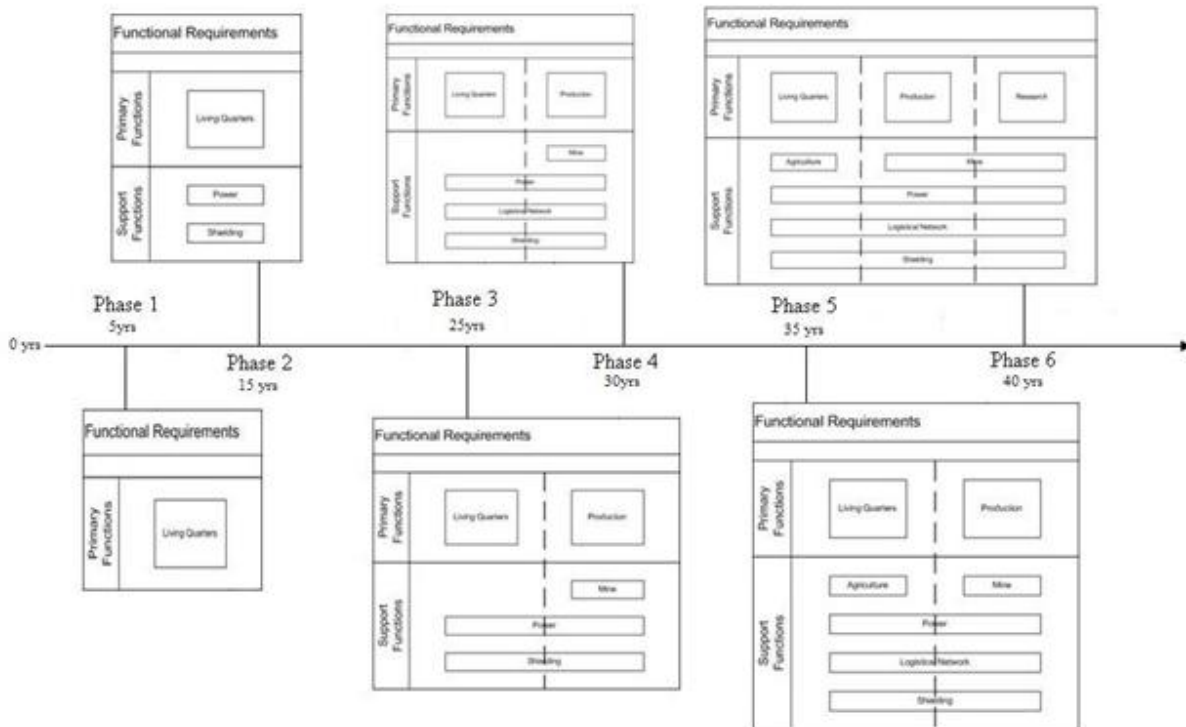 Functional Requirements
Primary
Functions
Living Quarters
Support
Functions
Power
Shielding
Functional Requirements
Primary
Functions
Living Quarters
Production
Support
Functions
Mine
Power
Logistical Network
Shielding
Functional Requirements
Primary
Functions
Living Quarters
Production
Research
Support
Functions
Agriculture
Mine
Power
Logistical Network
Shielding
Phase 1
5yrs
Phase 3
25yrs
Phase 5
35 yrs
0 yrs
Phase 2
15 yrs
Phase 4
30yrs
Phase 6
40 yrs
Functional Requirements
Primary
Functions
Living Quarters
Functional Requirements
Primary
Functions
Living Quarters
Production
Support
Functions
Mine
Power
Shielding
Functional Requirements
Primary
Functions
Living Quarters
Production
Support
Functions
Agriculture
Mine
Power
Logistical Network
Shielding